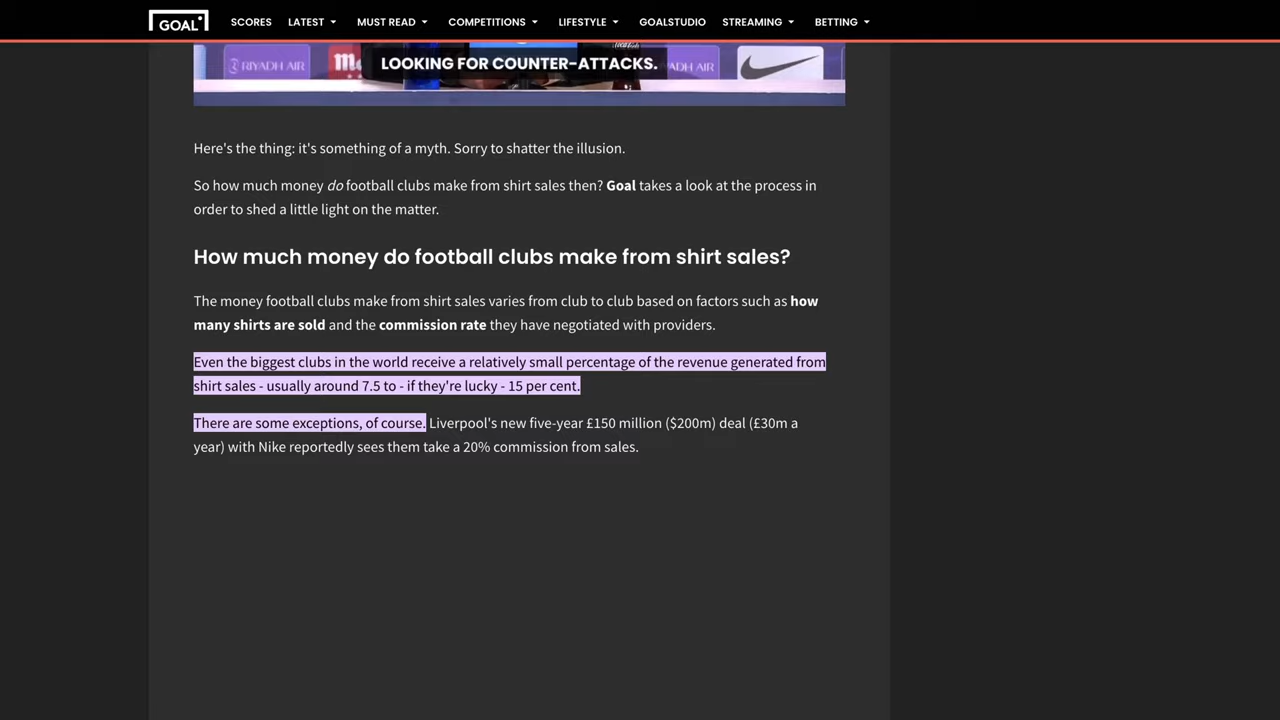 GOAL SCORES LATEST MUST READ COMPETITIONS LIFESTYLE GOALSTUDIO STREAMING BETTING
RIYADH AIR
LOOKING FOR COUNTER-ATTACKS.
ADH AIR
Here's the thing: it's something of a myth. Sorry to shatter the illusion.
So how much money do football clubs make from shirt sales then? Goal takes a look at the process in
order to shed a little light on the matter.
How much money do football clubs make from shirt sales?
The money football clubs make from shirt sales varies from club to club based on factors such as how
many shirts are sold and the commission rate they have negotiated with providers.
Even the biggest clubs in the world receive a relatively small percentage of the revenue generated from
shirt sales - usually around 7.5 to - if they're lucky - 15 per cent.
There are some exceptions, of course. Liverpool's new five-year £150 million ($200m) deal (£30m a
year) with Nike reportedly sees them take a 20% commission from sales.